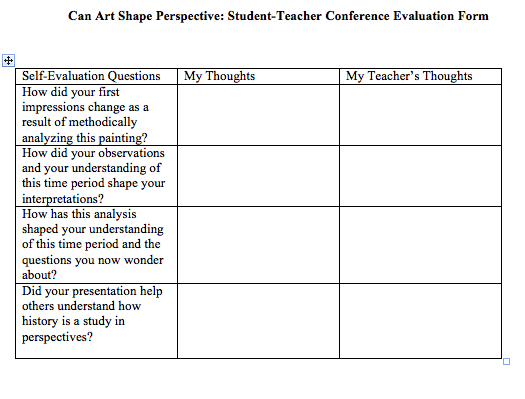 Can Art Shape Perspective: Student-Teacher Conference Evaluation Form
Self-Evaluation Questions My Thoughts My Teacher's Thoughts
How did your first
impressions change as a
result of methodically
analyzing this painting?
How did your observations
and your understanding of
this time period shape your
interpretations?
How has this analysis
shaped your understanding
of this time period and the
questions you now wonder
about?
Did your presentation help
others understand how
history is a study in
perspectives?